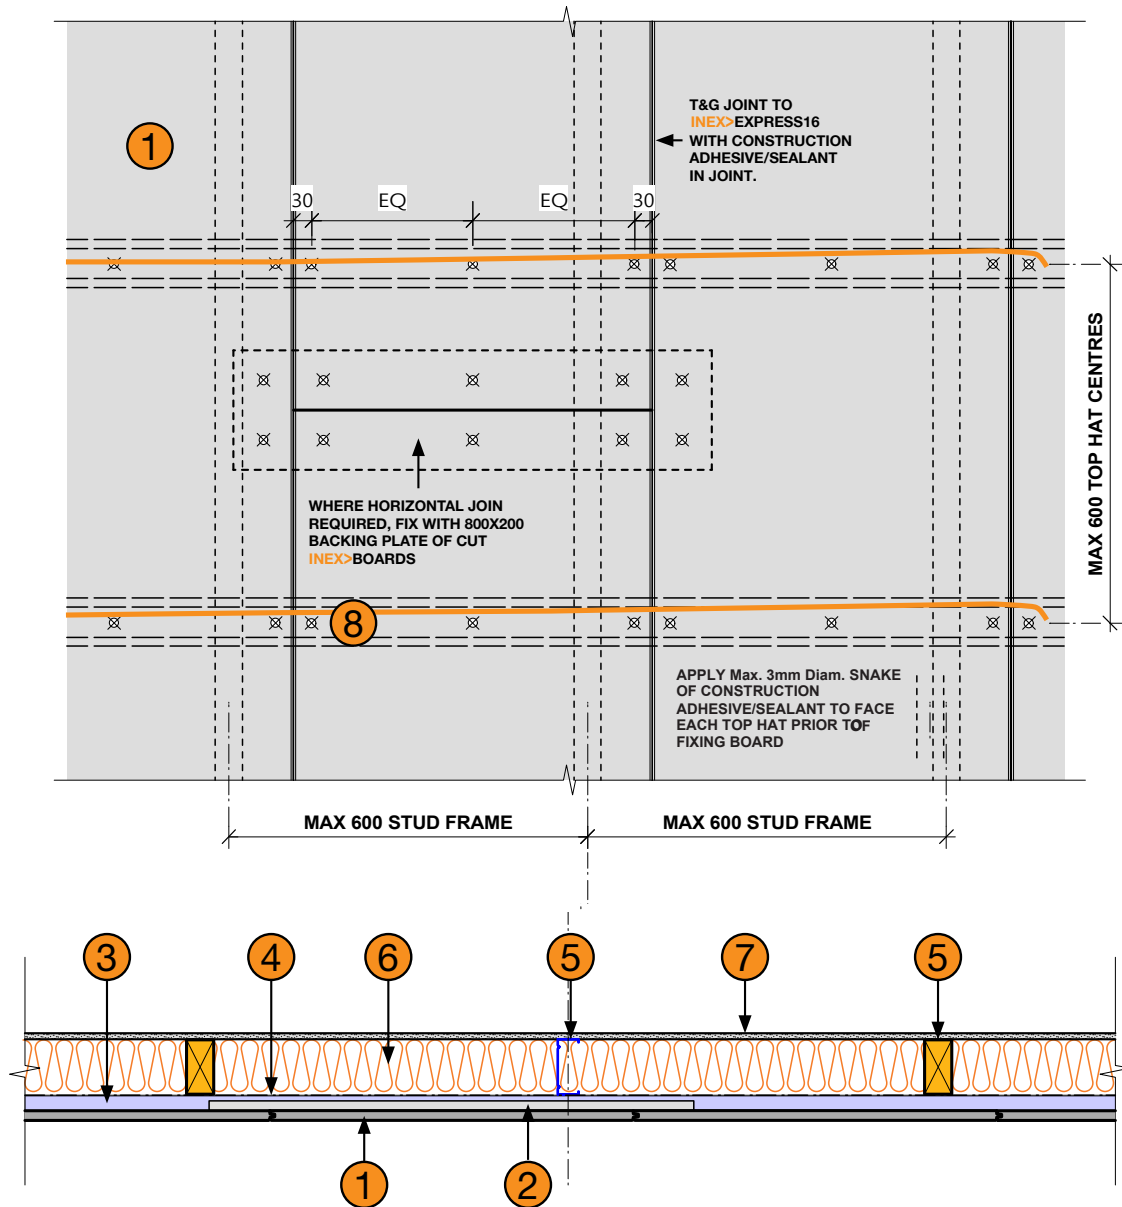 T&G JOINT TO
INEX>EXPRESS16
WITH CONSTRUCTION
ADHESIVE/SEALANT
IN JOINT.
1
30 EQ EQ 30
MAX 600 TOP HAT CENTRES
WHERE HORIZONTAL JOIN
REQUIRED, FIX WITH 800X200
BACKING PLATE OF CUT
INEX>BOARDS
8
APPLY Max. 3mm Diam. SNAKE
OF CONSTRUCTION
ADHESIVE/SEALANT TO FACE
EACH TOP HAT PRIOR TO OF
FIXING BOARD
MAX 600 STUD FRAME MAX 600 STUD FRAME
3 4 6 5 7 5
1 2